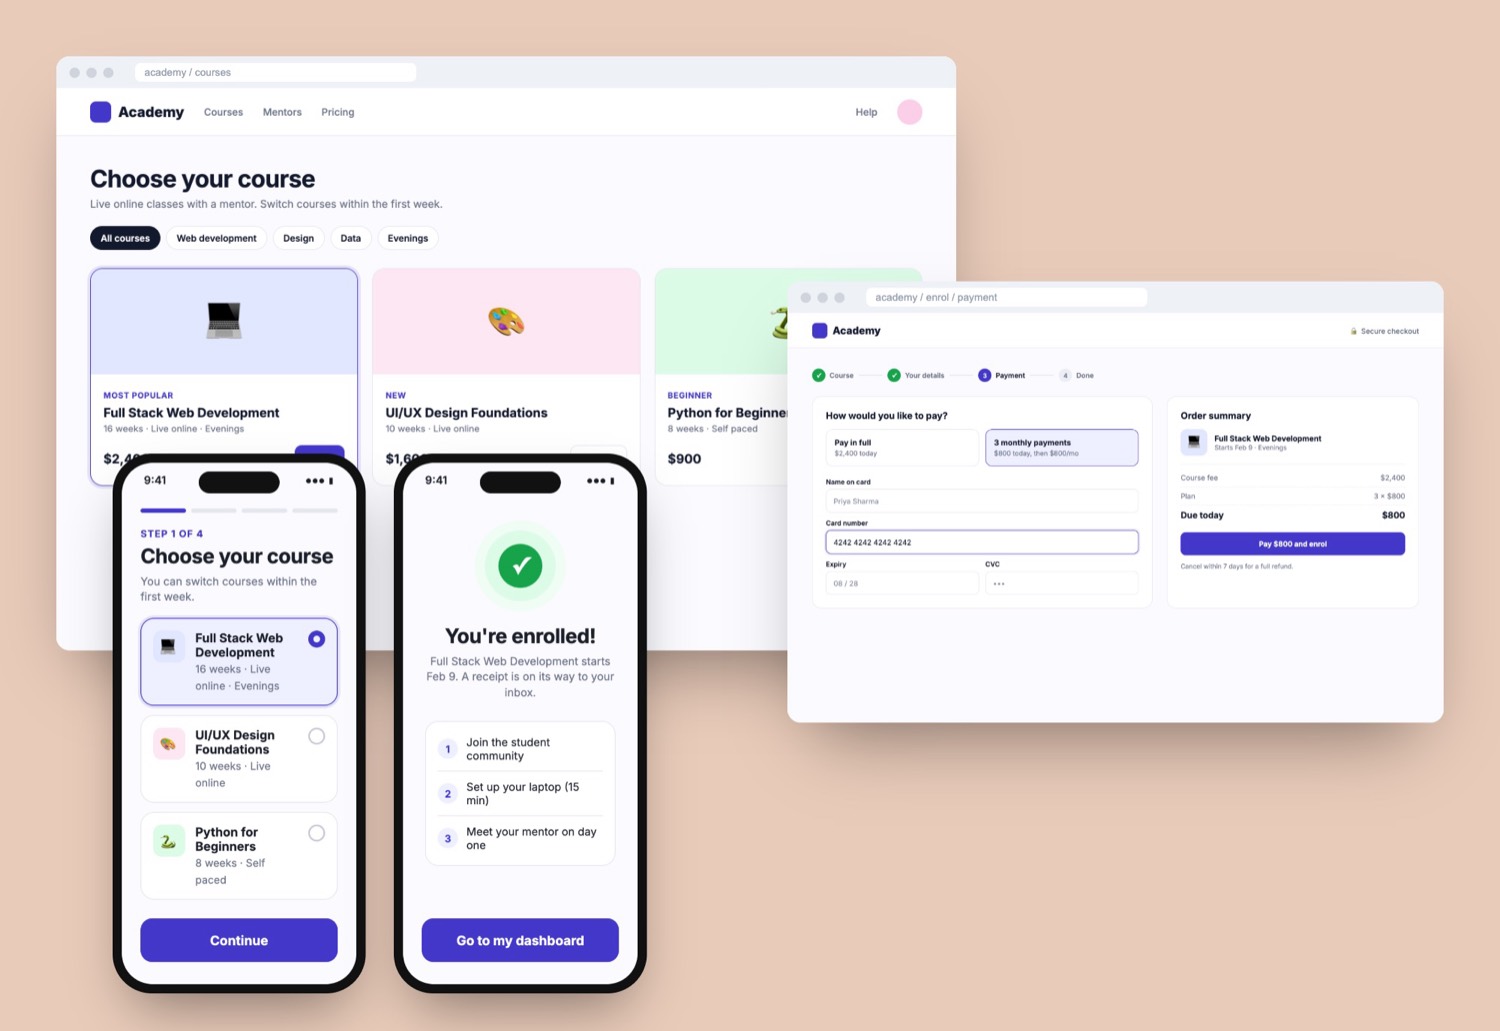 academy / courses
Academy
Courses
Mentors
Pricing
Help
Choose your course
Live online classes with a mentor. Switch courses within the first week.
All courses
Web development
Design
Data
Evenings
MOST POPULAR
Full Stack Web Development
16 weeks · Live online · Evenings
NEW
UI/UX Design Foundations
10 weeks · Live online
BEGINNER
Python for
8 weeks · Self paced
$900
academy / enrol / payment
Academy
Secure checkout
Course
Your details
3 Payment
4 Done
How would you like to pay?
Pay in full
$2,400 today
3 monthly payments
$800 today, then $800/mo
Name on card
Priya Sharma
Card number
4242 4242 4242 4242
Expiry
CVC
08 / 28
Order summary
Full Stack Web Development
Starts Feb 9 · Evenings
Course fee
$2,400
Plan
3 × $800
Due today
$800
Pay $800 and enrol
Cancel within 7 days for a full refund.
9:41
STEP 1 OF 4
Choose your course
You can switch courses within the
first week.
Full Stack Web
Development
16 weeks · Live
online · Evenings
UI/UX Design
Foundations
10 weeks · Live
online
Python for
Beginners
8 weeks · Self
paced
Continue
9:41
You're enrolled!
Full Stack Web Development starts
Feb 9. A receipt is on its way to your
inbox.
1 Join the student
community
2 Set up your laptop (15
min)
3 Meet your mentor on day
one
Go to my dashboard